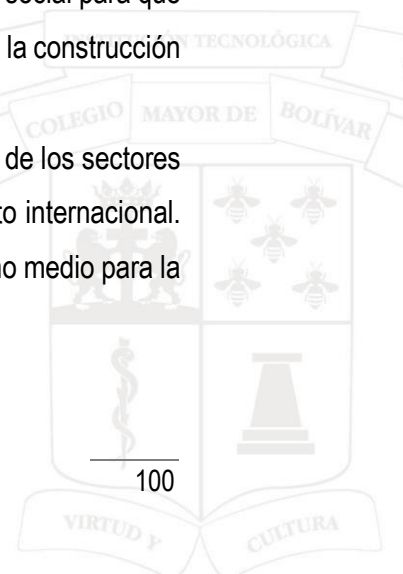 social para que
INSTITUCIÓN TECNOLÓGICA
la construcción
COLEGIO MAYOR DE BOLÍVAR
de los sectores
to internacional.
no medio para la
100
VIRTUD Y CULTURA